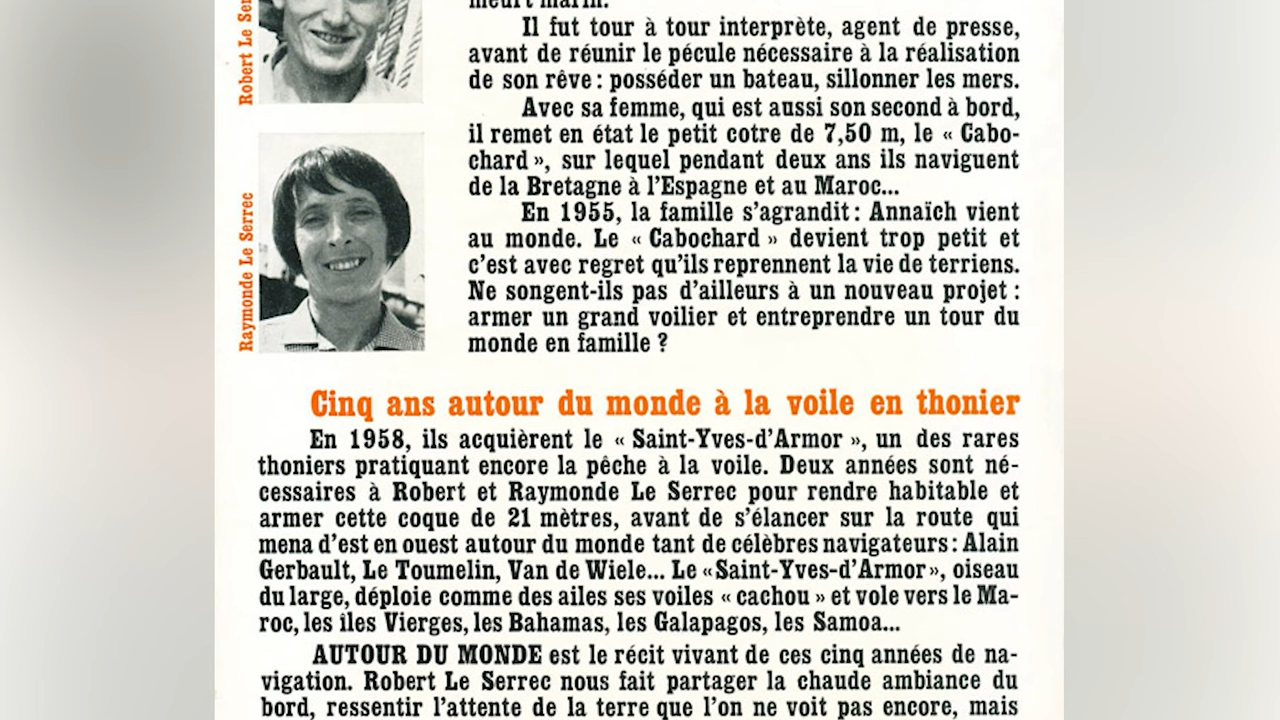 Robert Le Ser
meurt marin.
Il fut tour à tour interprète, agent de presse,
avant de réunir le pécule nécessaire à la réalisation
de son rêve : posséder un bateau, sillonner les mers.
Avec sa femme, qui est aussi son second à bord,
il remet en état le petit cotre de 7,50 m, le « Cabo-
chard », sur lequel pendant deux ans ils naviguent
de la Bretagne à l'Espagne et au Maroc...
Raymonde Le Serrec
En 1955, la famille s'agrandit : Annaïch vient
au monde. Le « Cabochard » devient trop petit et
c'est avec regret qu'ils reprennent la vie de terriens.
Ne songent-ils pas d'ailleurs à un nouveau projet :
armer un grand voilier et entreprendre un tour du
monde en famille ?
Cinq ans autour du monde à la voile en thonier
En 1958, ils acquièrent le « Saint-Yves-d'Armor », un des rares
thoniers pratiquant encore la pêche à la voile. Deux années sont né-
cessaires à Robert et Raymonde Le Serrec pour rendre habitable et
armer cette coque de 21 mètres, avant de s'élancer sur la route qui
mena d'est en ouest autour du monde tant de célèbres navigateurs : Alain
Gerbault, Le Toumelin, Van de Wiele... Le « Saint-Yves-d'Armor », oiseau
du large, déploie comme des ailes ses voiles « cachou » et vole vers le Ma-
roc, les îles Vierges, les Bahamas, les Galapagos, les Samoa...
AUTOUR DU MONDE est le récit vivant de ces cinq années de na-
vigation. Robert Le Serrec nous fait partager la chaude ambiance du
bord, ressentir l'attente de la terre que l'on ne voit pas encore, mais